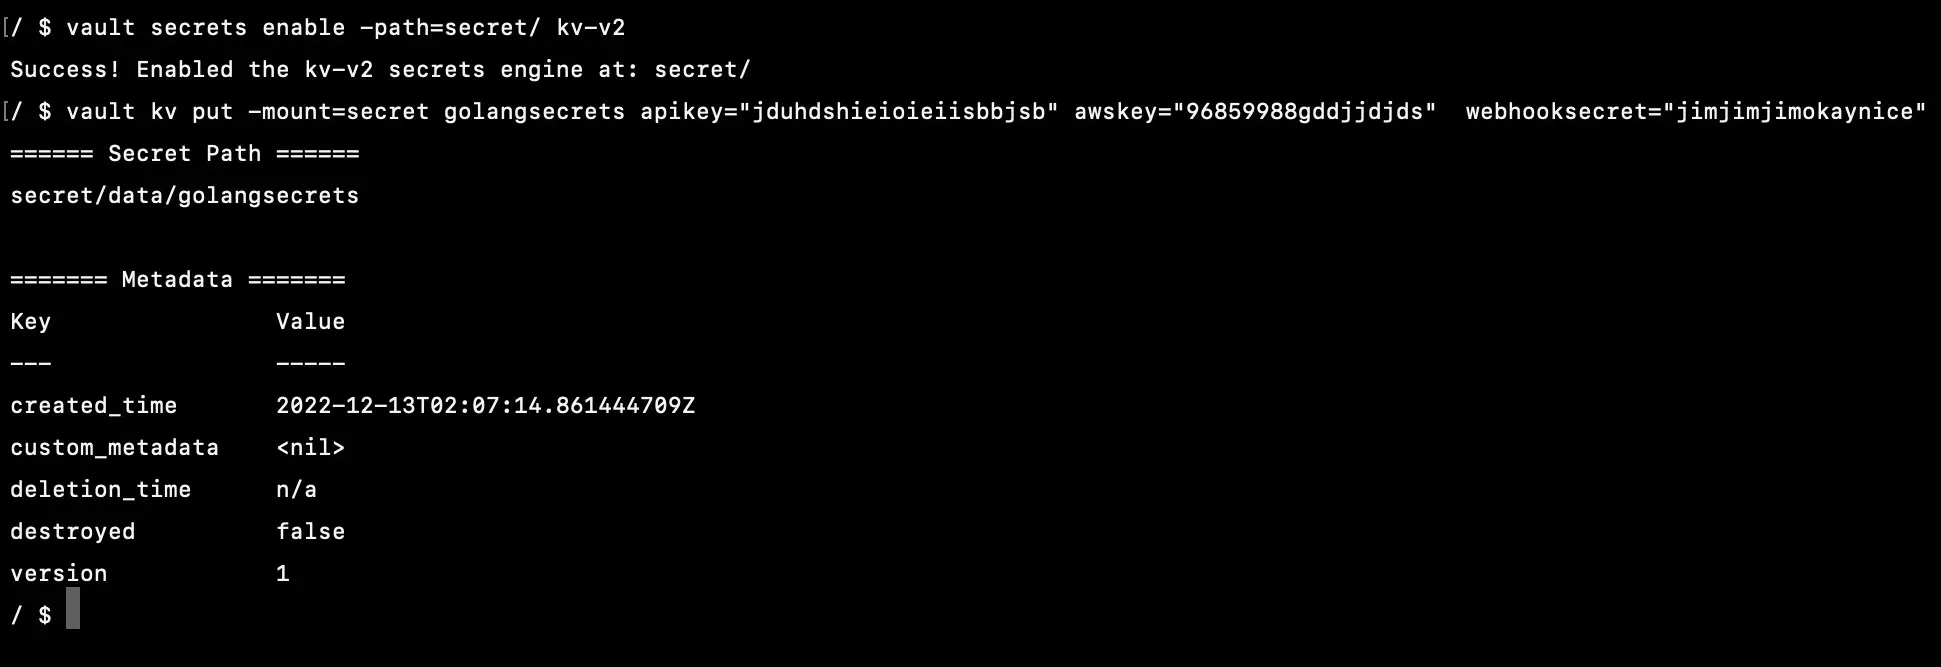 [/ $ vault secrets enable -path=secret/ kv-v2
Success! Enabled the kv-v2 secrets engine at: secret/
[/ $ vault kv put -mount=secret golangsecrets apikey="jduhdshieioieiisbbjsb" awskey="96859988gddjjdjds"  webhooksecret="jimjimjimokaynice"
====== Secret Path ======
secret/data/golangsecrets
======= Metadata =======
Key                Value
---                -----
created_time       2022-12-13T02:07:14.861444709Z
custom_metadata    <nil>
deletion_time      n/a
destroyed          false
version            1
/ $